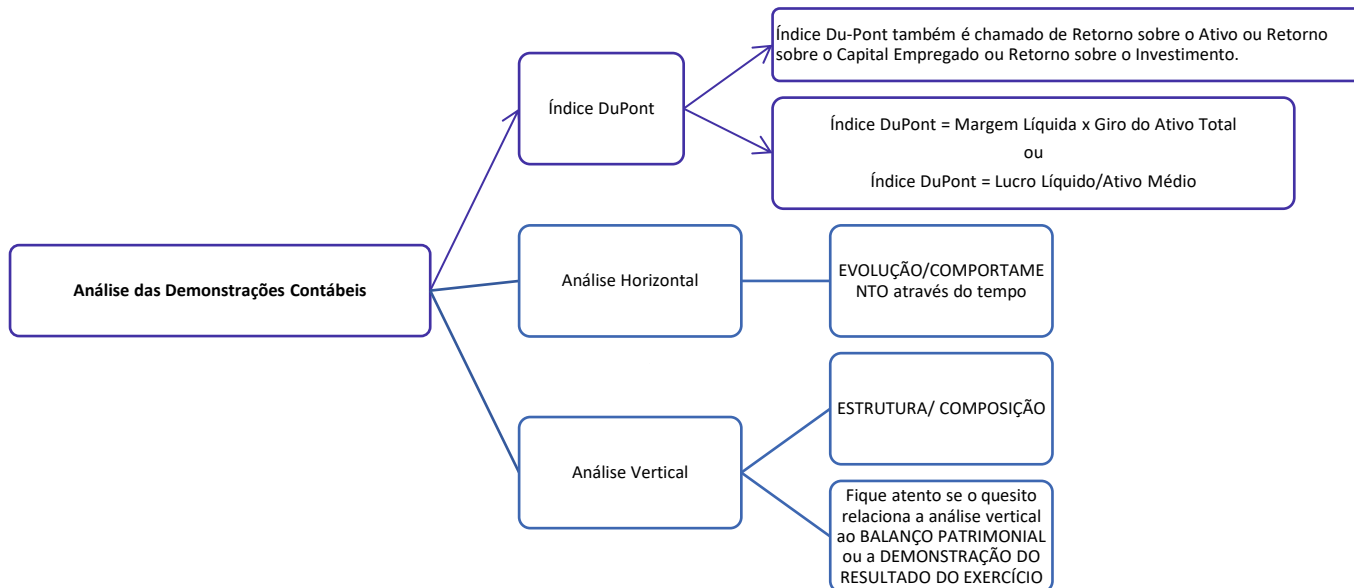 Análise das Demonstrações Contábeis
Índice DuPont
Índice Du-Pont também é chamado de Retorno sobre o Ativo ou Retorno
sobre o Capital Empregado ou Retorno sobre o Investimento.
Índice DuPont = Margem Líquida x Giro do Ativo Total
ou
Índice DuPont = Lucro Líquido/Ativo Médio
Análise Horizontal
EVOLUÇÃO/COMPORTAME
NTO através do tempo
Análise Vertical
ESTRUTURA/ COMPOSIÇÃO
Fique atento se o quesito
relaciona a análise vertical
ao BALANÇO PATRIMONIAL
ou a DEMONSTRAÇÃO DO
RESULTADO DO EXERCÍCIO